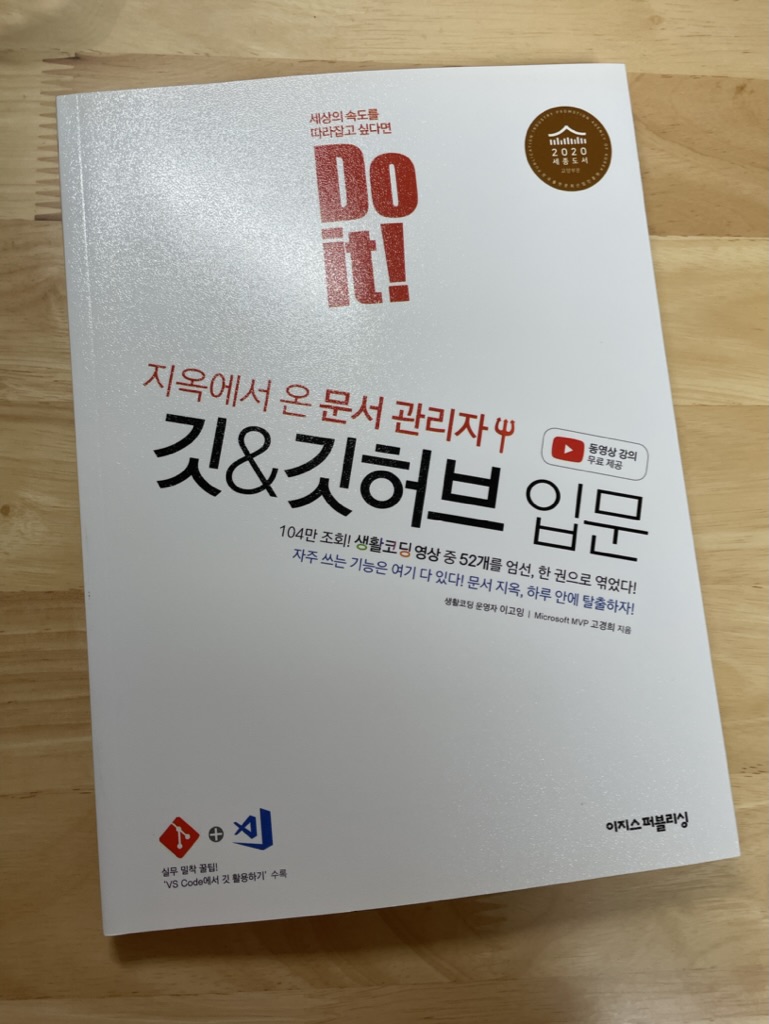 세상의 속도를
따라잡고 싶다면
Do
it!
2020
세종도서
교양부문
지옥에서 온 문서 관리자
깃&깃허브 입문
동영상 강의
무료 제공
104만 조회! 생활코딩 영상 중 52개를 엄선, 한 권으로 엮었다!
자주 쓰는 기능은 여기 다 있다! 문서 지옥, 하루 안에 탈출하자!
생활코딩 운영자 이고잉 | Microsoft MVP 고경희 지음
실무 밀착 꿀팁!
'VS Code에서 깃 활용하기' 수록
이지스퍼블리싱